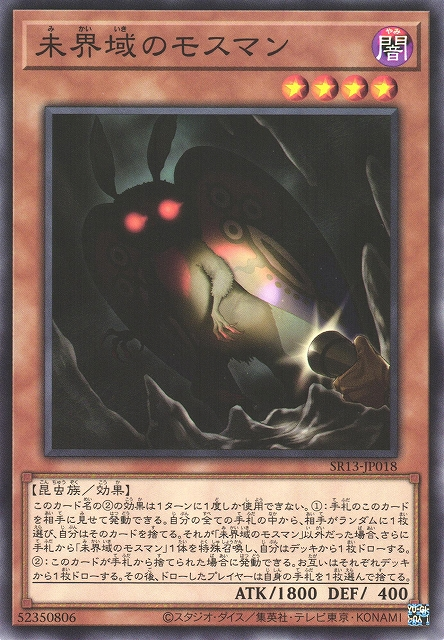 未界域のモスマン
闇
SR13-JP018
【昆虫族／効果】
このカード名の②の効果は1ターンに1度しか使用できない。①：手札のこのカード
を相手に見せて発動できる。自分の全ての手札の中から、相手がランダムに1枚
選び、自分はそのカードを捨てる。それが「未界域のモスマン」以外だった場合、さらに
手札から「未界域のモスマン」1体を特殊召喚し、自分はデッキから1枚ドローする。
②：このカードが手札から捨てられた場合に発動できる。お互いはそれぞれデッキ
から1枚ドローする。その後、ドローしたプレイヤーは自身の手札を1枚選んで捨てる。
ATK/1800 DEF/ 400
52350806
©スタジオ・ダイス/集英社・テレビ東京・KONAMI